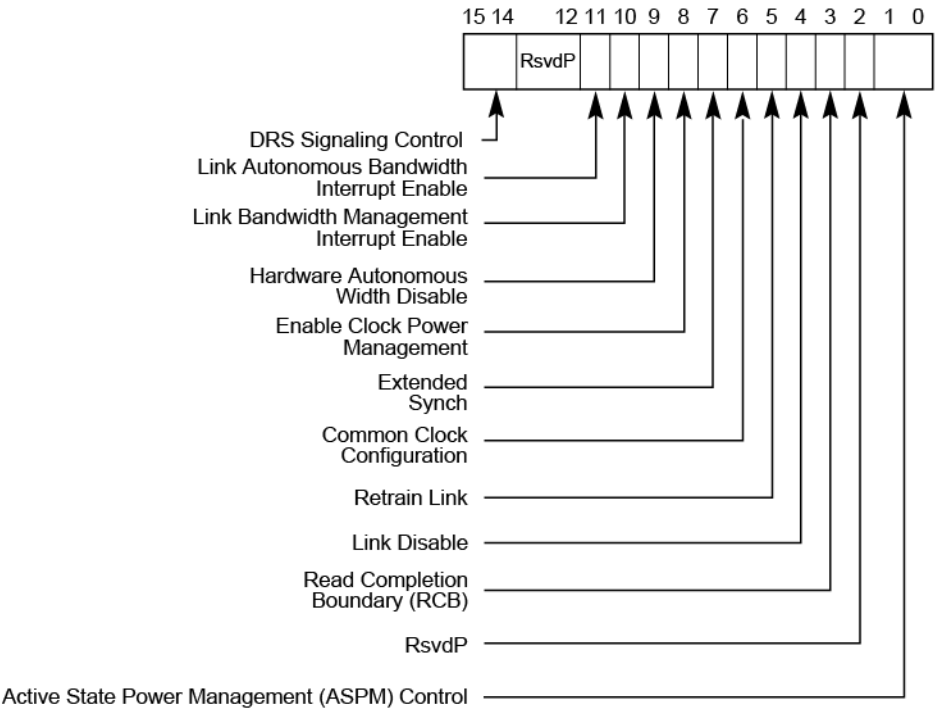 15 14 12 11 10 9 8 7 6 5 4 3 2 1 0
RsvdP
DRS Signaling Control
Link Autonomous Bandwidth
Interrupt Enable
Link Bandwidth Management
Interrupt Enable
Hardware Autonomous
Width Disable
Enable Clock Power
Management
Extended
Synch
Common Clock
Configuration
Retrain Link
Link Disable
Read Completion
Boundary (RCB)
RsvdP
Active State Power Management (ASPM) Control